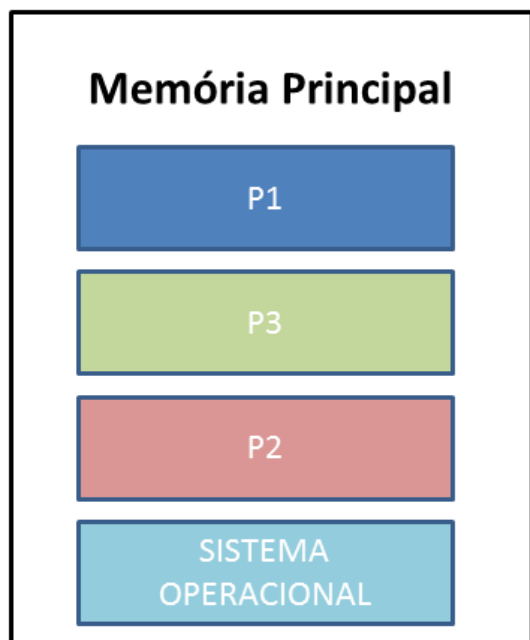 Memória Principal
P1
P3
P2
SISTEMA
OPERACIONAL